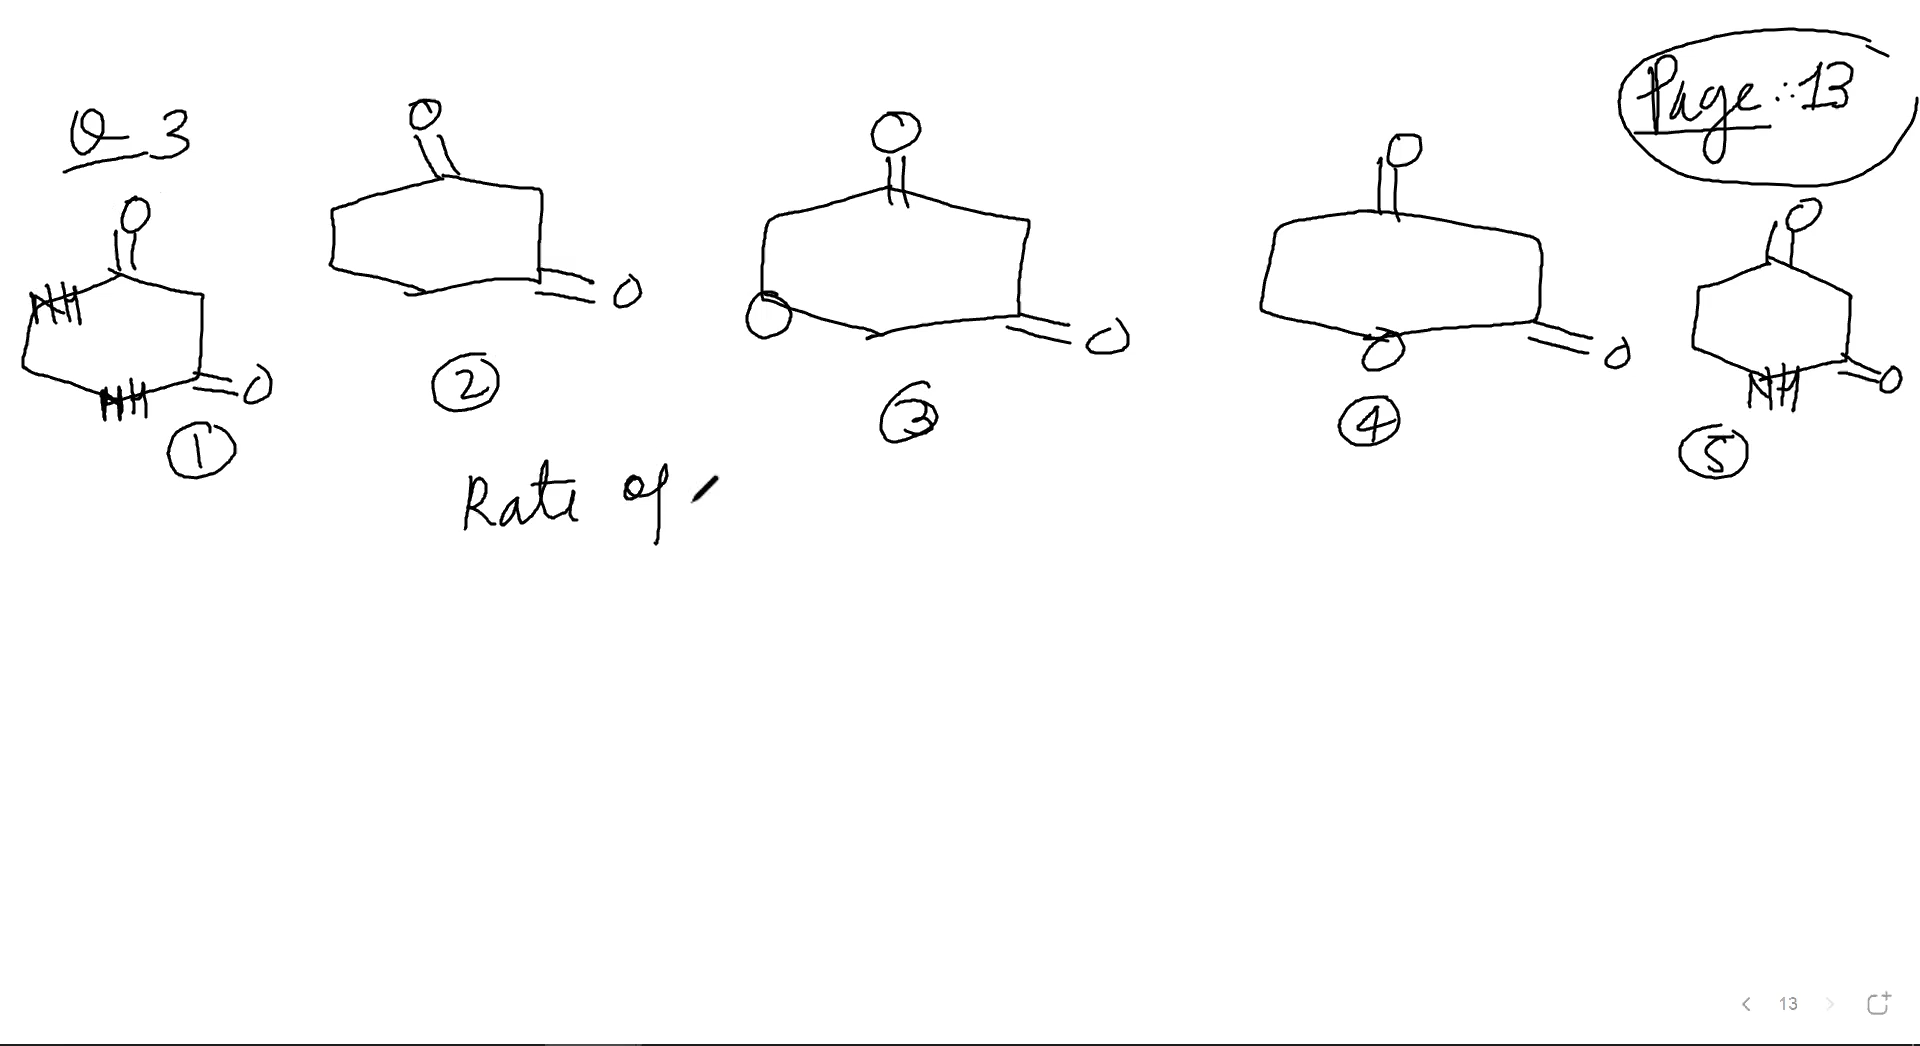 Page :- 13
Q-3
O
O
NH
NH
O
①
O
O
②
O
O
O
③
O
O
O
④
O
NH
O
⑤
Rate of
13